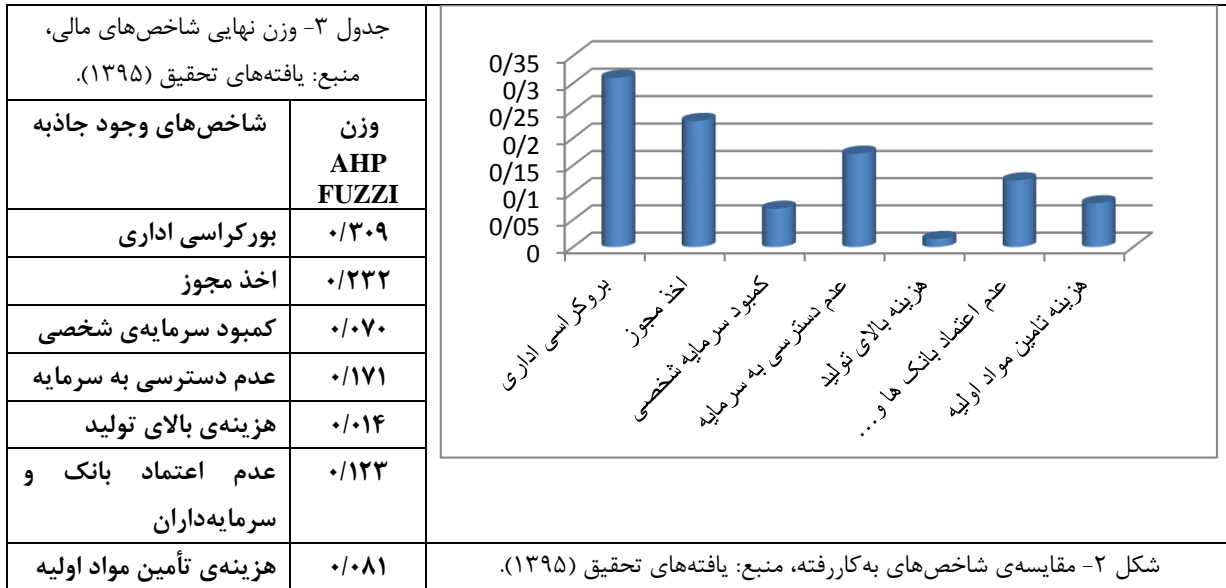 جدول ۳- وزن نهایی شاخص‌های مالی،
منبع: یافته‌های تحقیق (۱۳۹۵).
شاخص‌های وجود جاذبه
وزن
AHP
FUZZI
بورکراسی اداری
۰/۳۰۹
اخذ مجوز
۰/۲۳۲
کمبود سرمایه‌ی شخصی
۰/۰۷۰
عدم دسترسی به سرمایه
۰/۱۷۱
هزینه‌ی بالای تولید
۰/۰۱۴
عدم اعتماد بانک و
سرمایه‌داران
۰/۱۲۳
هزینه‌ی تأمین مواد اولیه
۰/۰۸۱
0/35
0/3
0/25
0/2
0/15
0/1
0/05
0
بروکراسی اداری
اخذ مجوز
کمبود سرمایه شخصی
عدم دسترسی به سرمایه
هزینه بالای تولید
عدم اعتماد بانک ها و...
هزینه تامین مواد اولیه
شکل ۲- مقایسه‌ی شاخص‌های به‌کاررفته، منبع: یافته‌های تحقیق (۱۳۹۵).